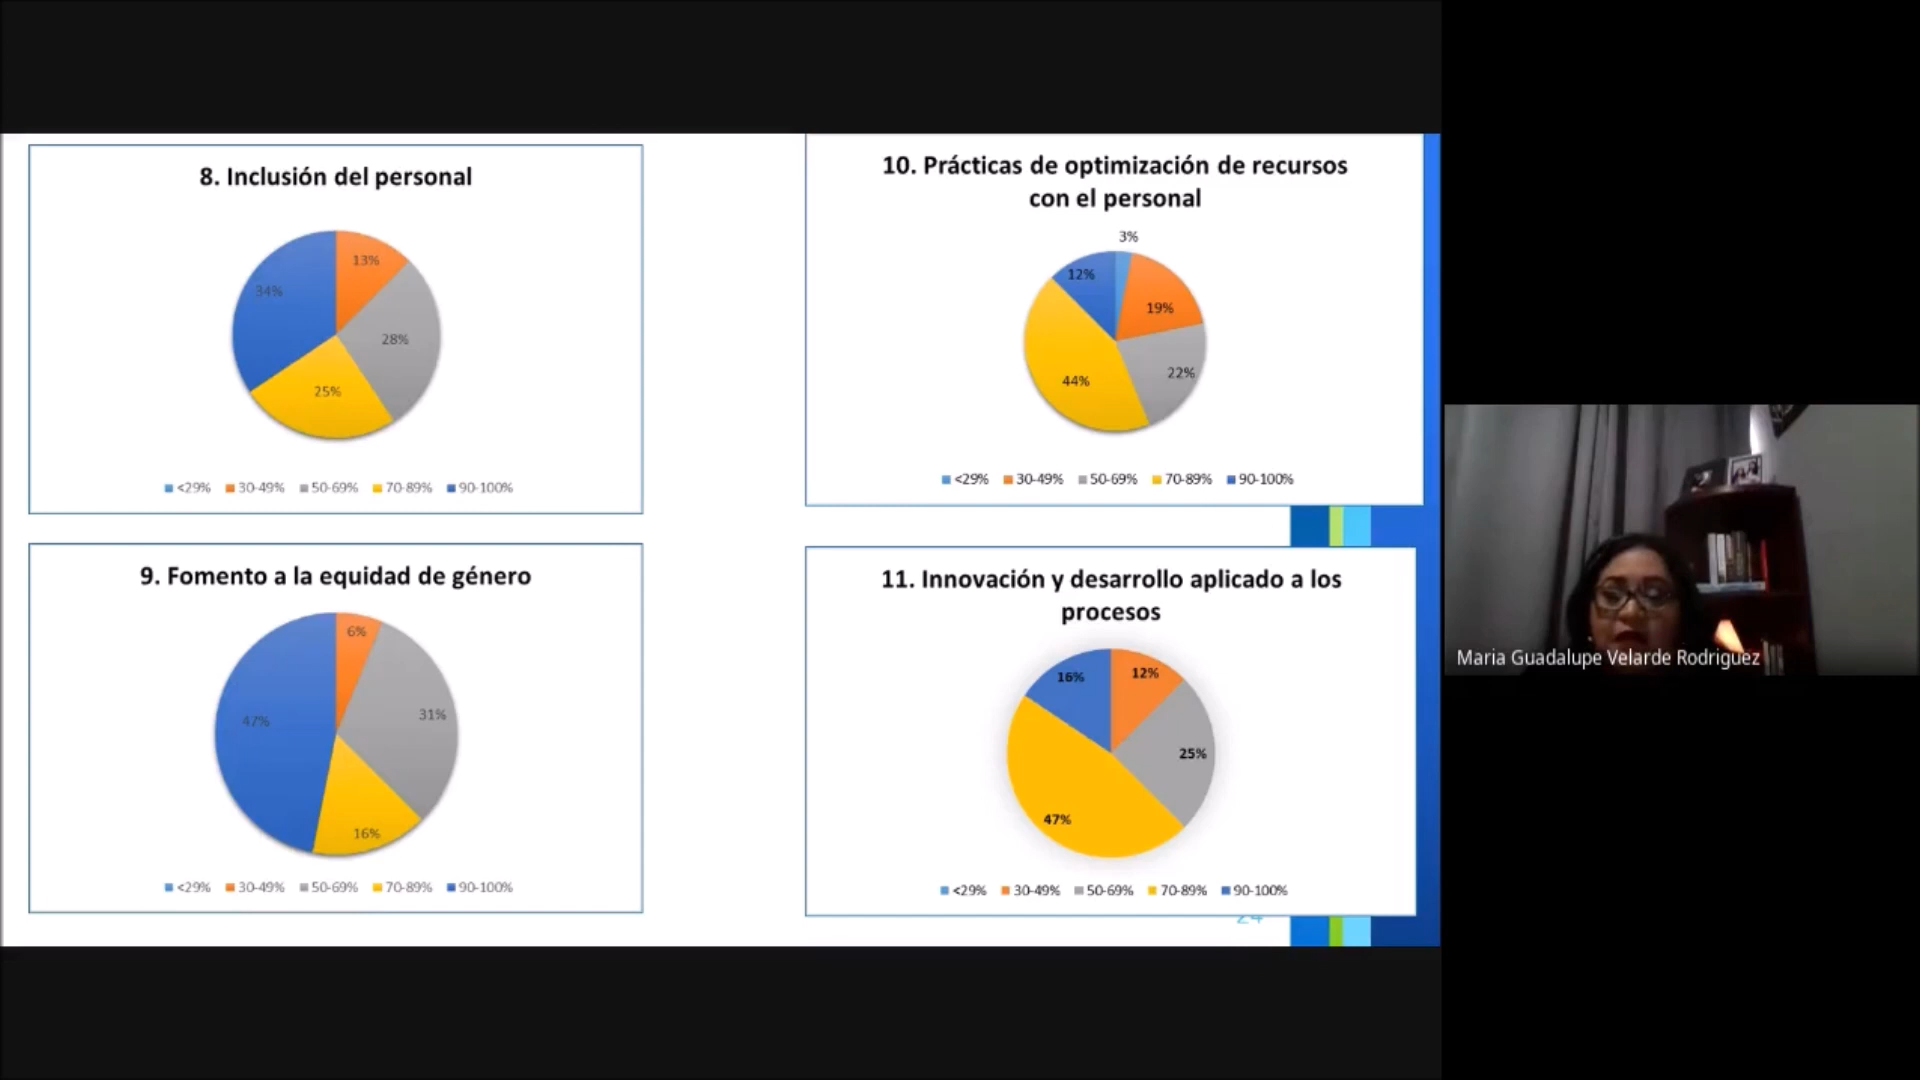 8. Inclusión del personal
13%
34%
28%
25%
<29% 30-49% 50-69% 70-89% 90-100%
9. Fomento a la equidad de género
6%
47%
31%
16%
<29% 30-49% 50-69% 70-89% 90-100%
10. Prácticas de optimización de recursos
con el personal
3%
12%
19%
22%
44%
<29% 30-49% 50-69% 70-89% 90-100%
11. Innovación y desarrollo aplicado a los
procesos
16%
12%
25%
47%
<29% 30-49% 50-69% 70-89% 90-100%
24
Maria Guadalupe Velarde Rodriguez